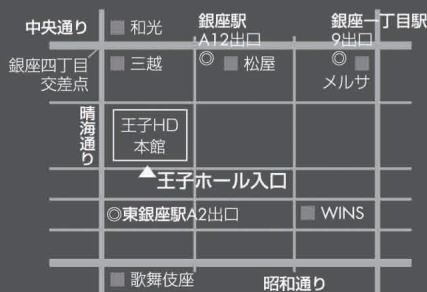 中央通り
和光
銀座駅
A12出口
銀座一丁目駅
9出口
銀座四丁目
交差点
三越
◎
松屋
◎
メルサ
晴海通り
王子HD
本館
王子ホール入口
◎東銀座駅A2出口
WINS
歌舞伎座
昭和通り